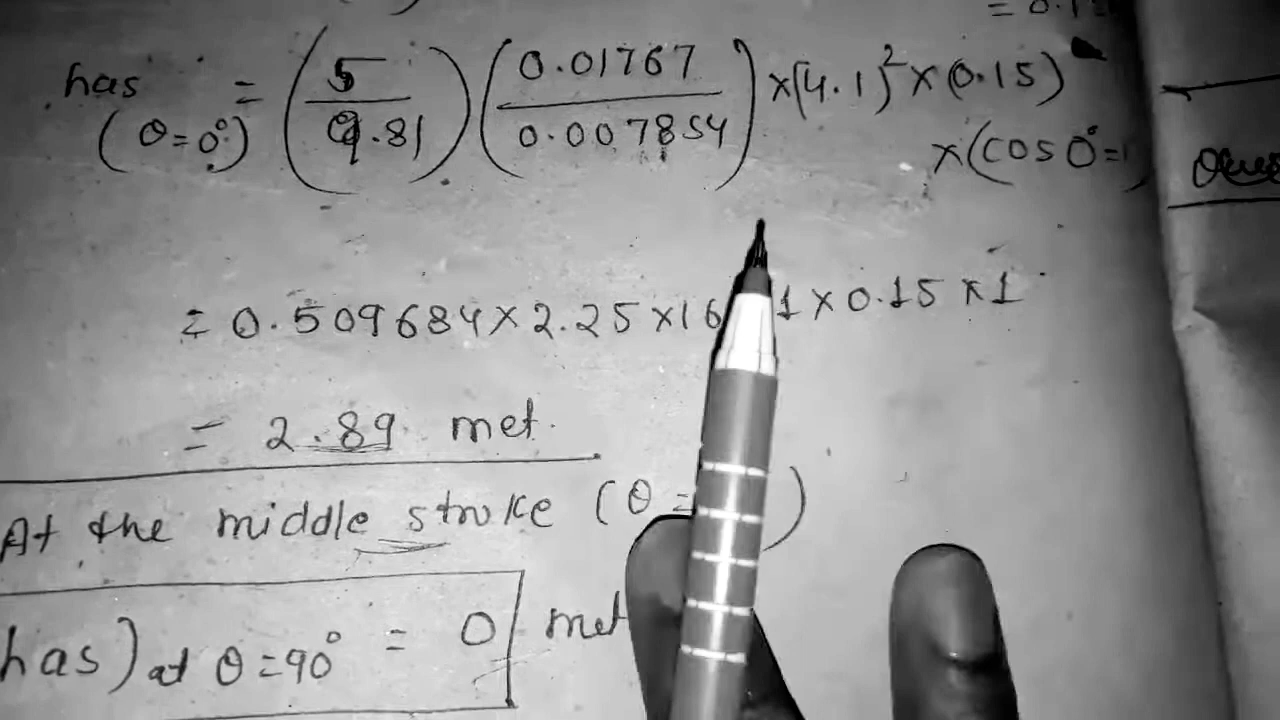 has = (5/9.81) (0.01767/0.007854) ×(4.1)² ×(0.15)
(θ=0°) ×(cos 0°=1
= 0.509684 × 2.25 ×16 1 × 0.15 ×1
= 2.89 met.
At the middle stroke (θ = )
has) at θ=90° = 0 met